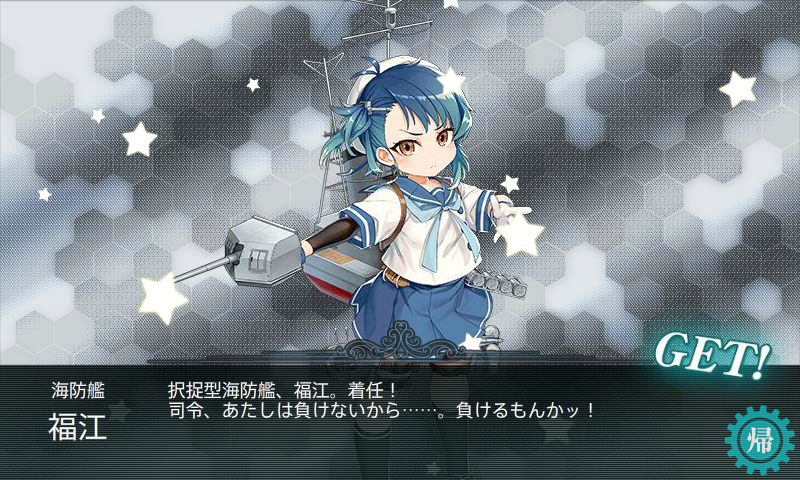 GET!
海防艦
福江
択捉型海防艦、福江。着任！
司令、あたしは負けないから……。負けるもんかッ！
帰